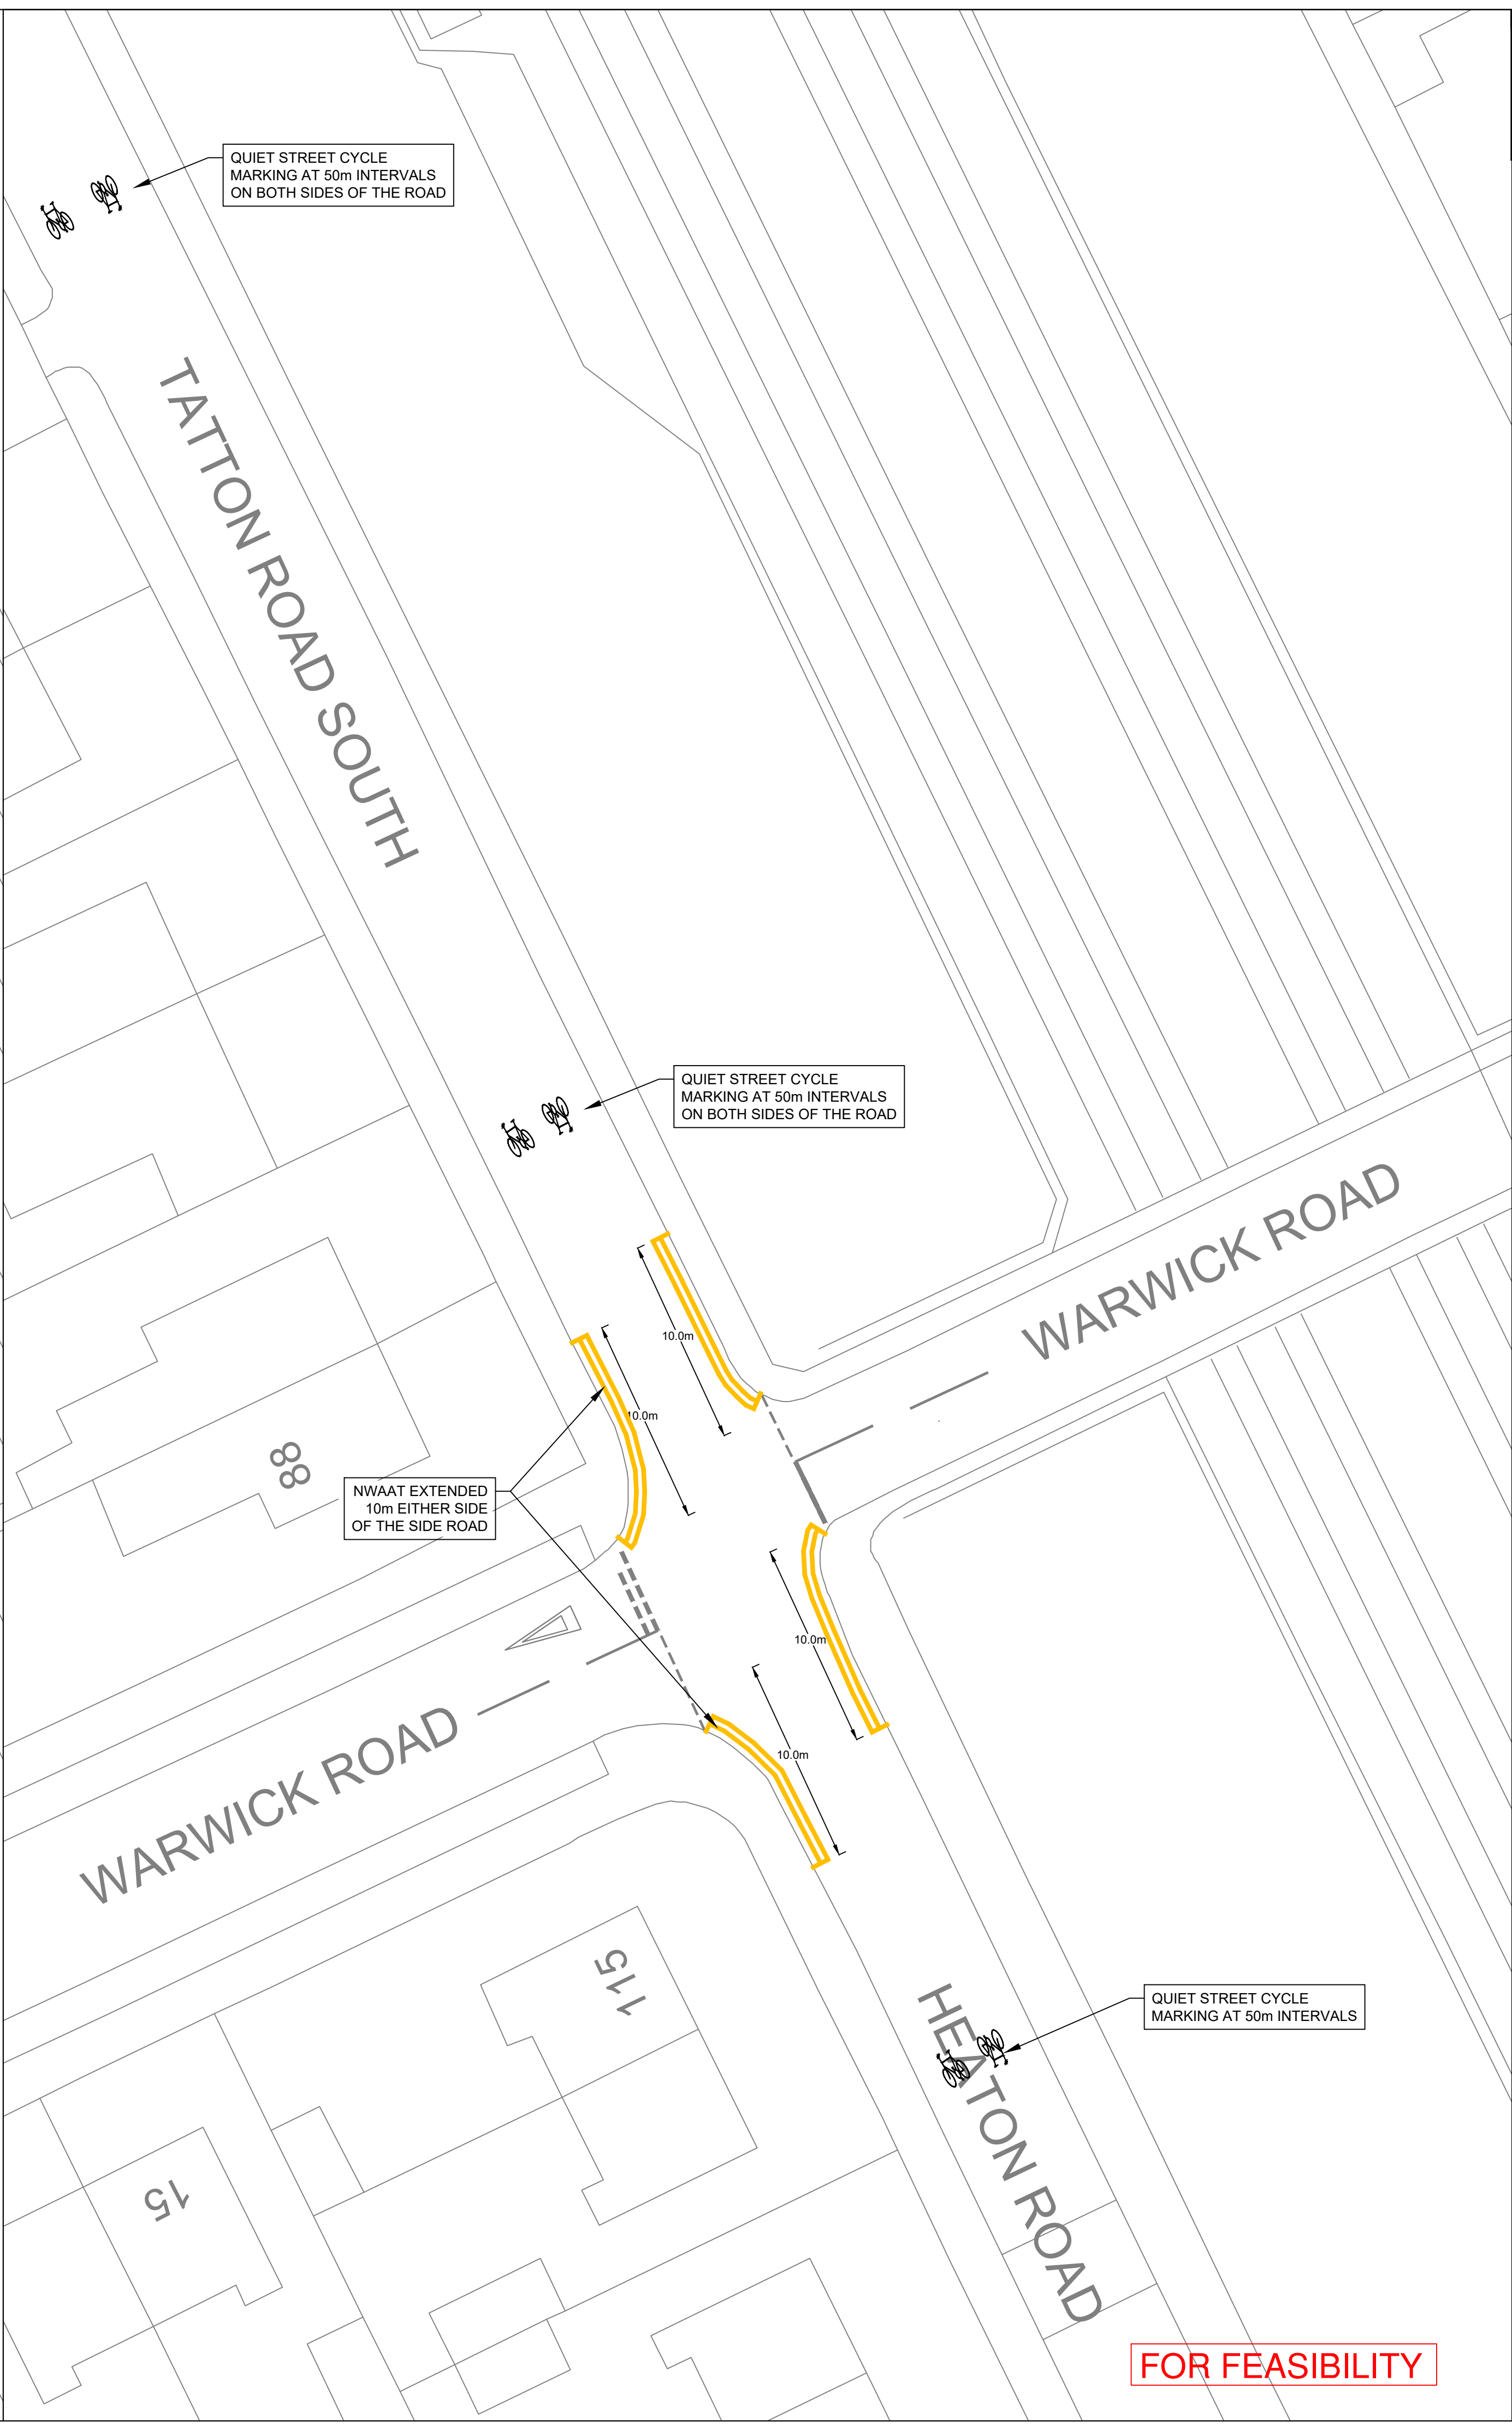 QUIET STREET CYCLE
MARKING AT 50m INTERVALS
ON BOTH SIDES OF THE ROAD
TATTON ROAD SOUTH
QUIET STREET CYCLE
MARKING AT 50m INTERVALS
ON BOTH SIDES OF THE ROAD
WARWICK ROAD
10.0m
10.0m
88
NWAAT EXTENDED
10m EITHER SIDE
OF THE SIDE ROAD
10.0m
10.0m
WARWICK ROAD
115
QUIET STREET CYCLE
MARKING AT 50m INTERVALS
HEATON ROAD
15
FOR FEASIBILITY